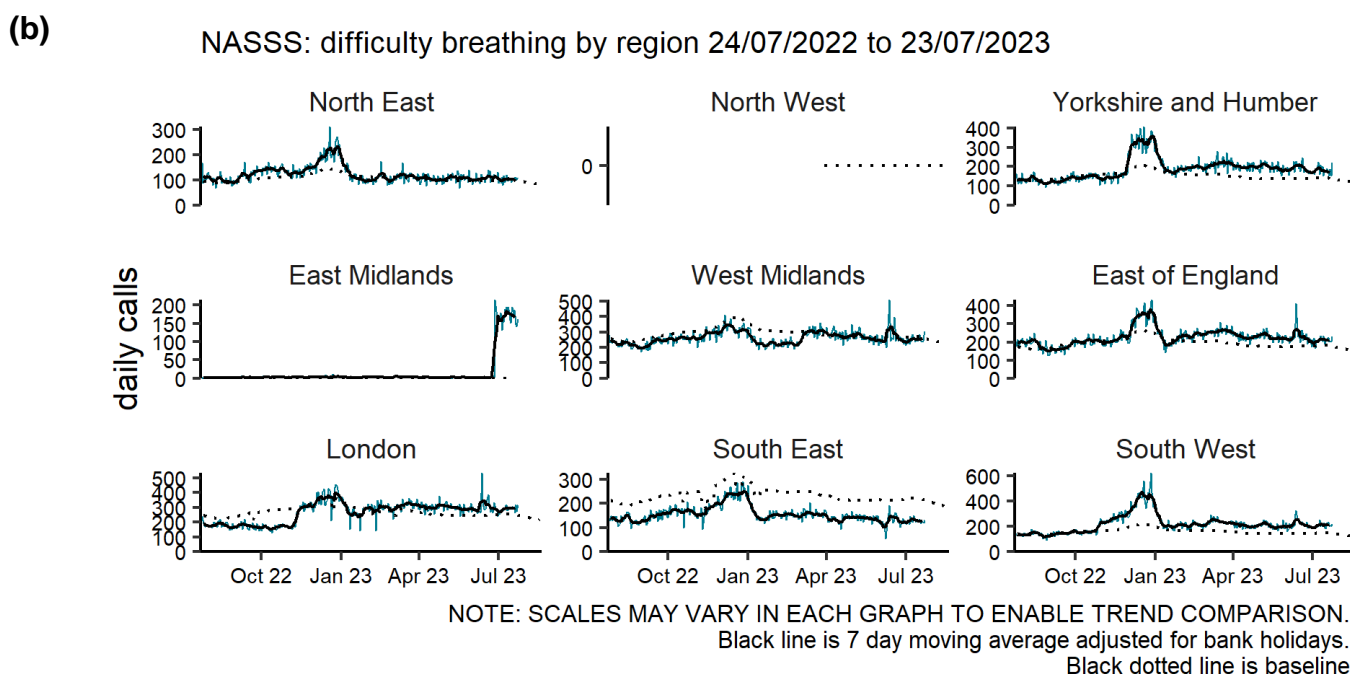 (b)
NASSS: difficulty breathing by region 24/07/2022 to 23/07/2023
North East
North West
Yorkshire and Humber
300
200
100
0
0
400
300
200
100
0
East Midlands
West Midlands
East of England
200
150
100
50
0
500
400
300
200
100
0
400
300
200
100
0
daily calls
London
South East
South West
500
400
300
200
100
0
300
200
100
0
600
400
200
0
Oct 22 Jan 23 Apr 23 Jul 23
Oct 22 Jan 23 Apr 23 Jul 23
Oct 22 Jan 23 Apr 23 Jul 23
NOTE: SCALES MAY VARY IN EACH GRAPH TO ENABLE TREND COMPARISON.
Black line is 7 day moving average adjusted for bank holidays.
Black dotted line is baseline